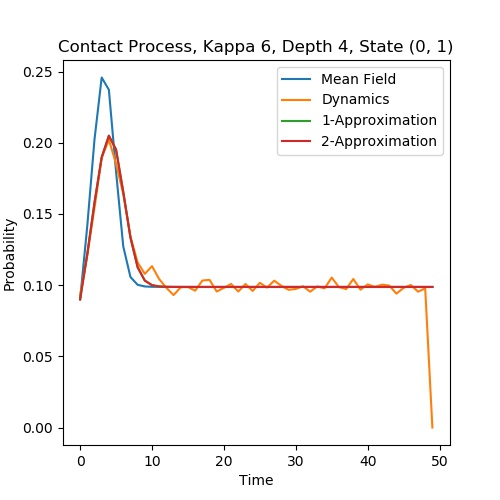 Contact Process, Kappa 6, Depth 4, State (0, 1)
Mean Field
Dynamics
1-Approximation
2-Approximation
Probability
0.25
0.20
0.15
0.10
0.05
0.00
0 10 20 30 40 50
Time